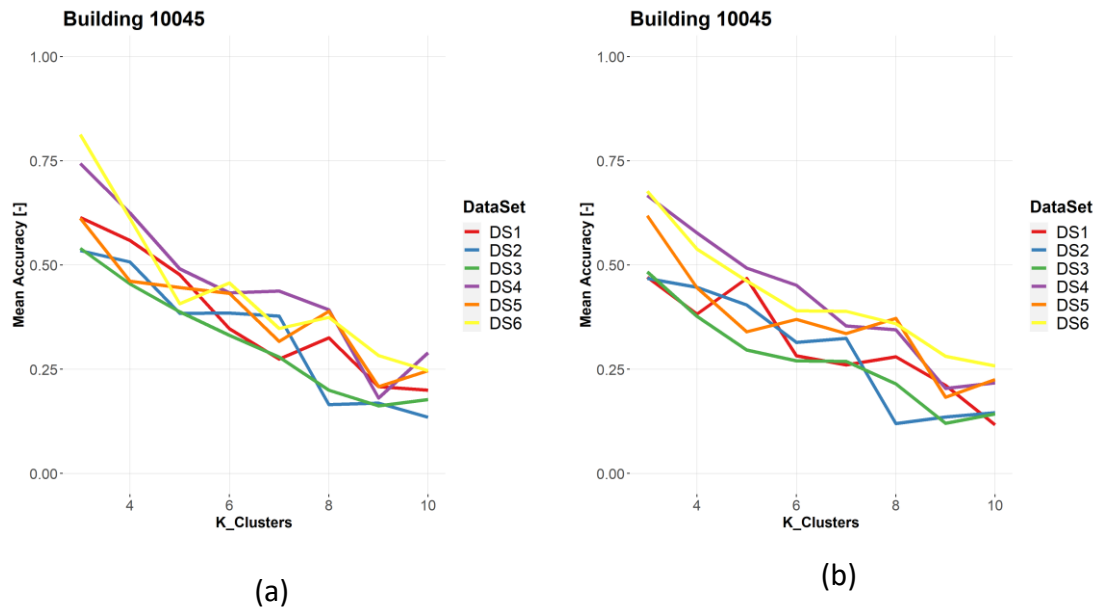 Building 10045
1.00
0.75
0.50
0.25
0.00
Mean Accuracy [-]
4
6
8
10
K_Clusters
DataSet
DS1
DS2
DS3
DS4
DS5
DS6
(a)
Building 10045
1.00
0.75
0.50
0.25
0.00
Mean Accuracy [-]
4
6
8
10
K_Clusters
DataSet
DS1
DS2
DS3
DS4
DS5
DS6
(b)